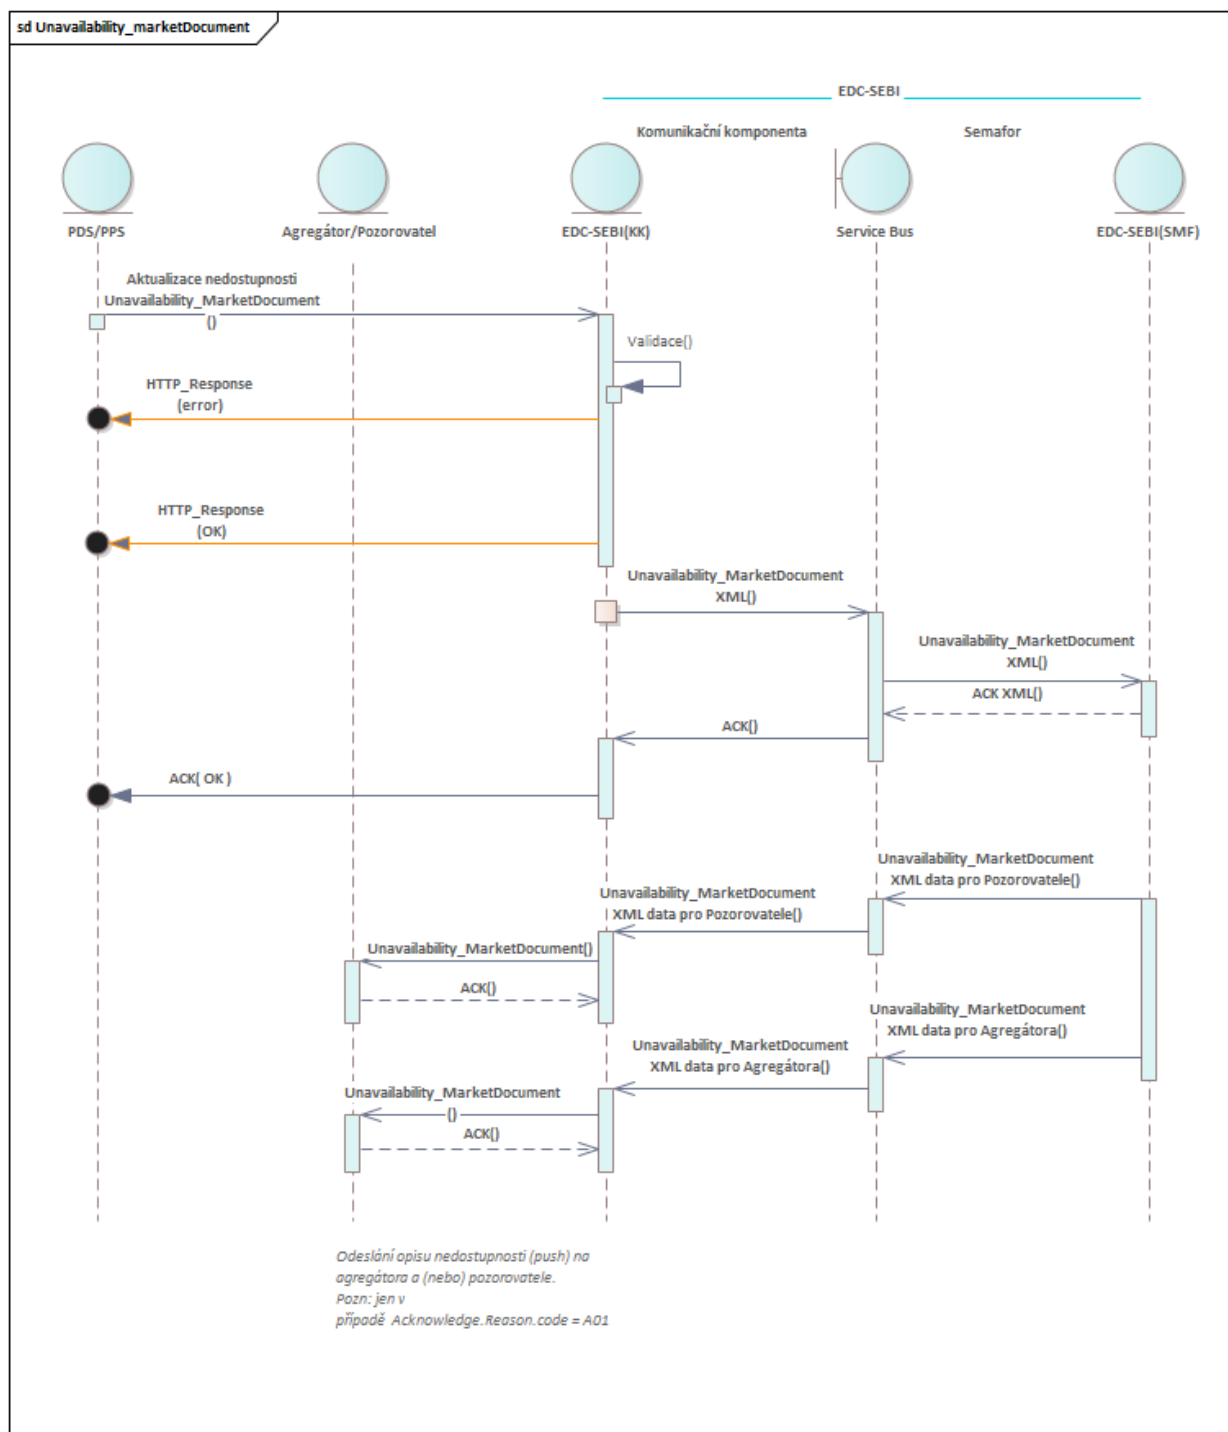 sd Unavailability_marketDocument
EDC-SEBI
Komunikační komponenta
Semafor
PDS/PPS
Agregátor/Pozorovatel
EDC-SEBI(KK)
Service Bus
EDC-SEBI(SMF)
Aktualizace nedostupnosti
Unavailability_MarketDocument
()
Validace()
HTTP_Response
(error)
HTTP_Response
(OK)
Unavailability_MarketDocument
XML()
Unavailability_MarketDocument
XML()
ACK XML()
ACK()
ACK( OK )
Unavailability_MarketDocument
XML data pro Pozorovatele()
Unavailability_MarketDocument
XML data pro Pozorovatele()
Unavailability_MarketDocument()
ACK()
Unavailability_MarketDocument
XML data pro Agregátora()
Unavailability_MarketDocument
XML data pro Agregátora()
Unavailability_MarketDocument
()
ACK()
Odeslání opisu nedostupnosti (push) na
agregátora a (nebo) pozorovatele.
Pozn: jen v
případě Acknowledge.Reason.code = A01